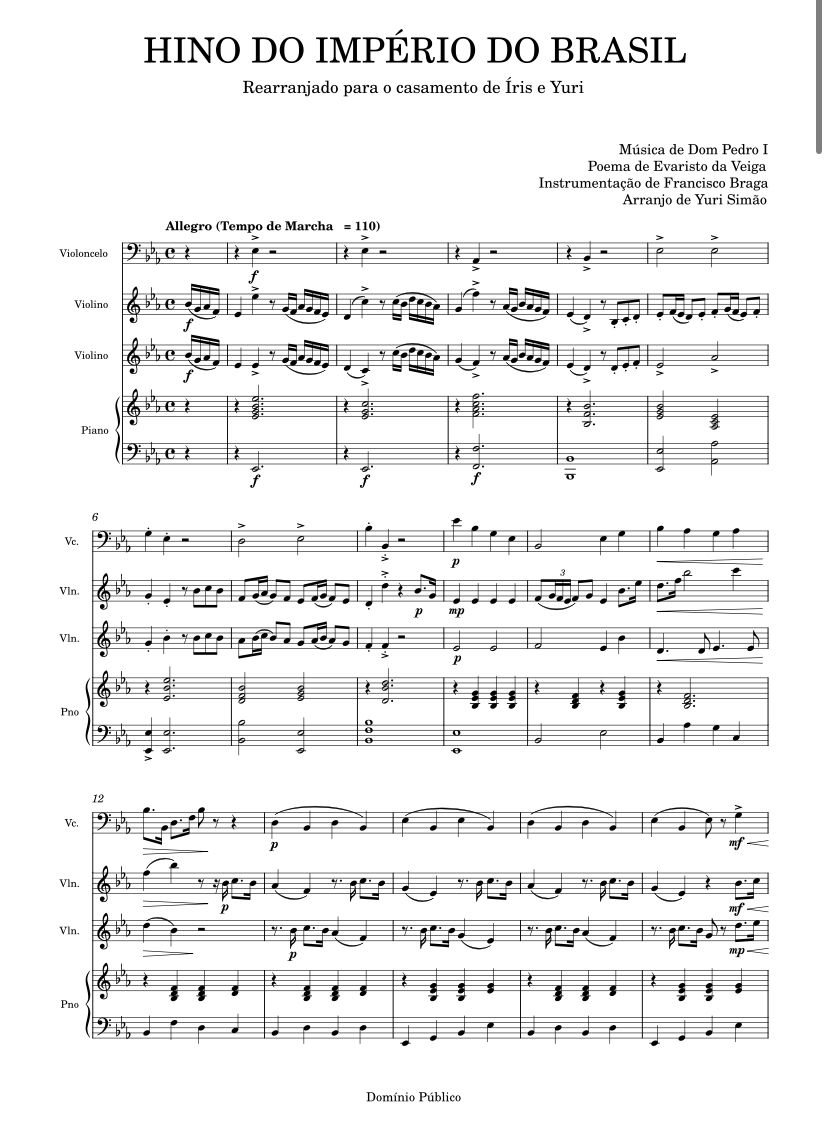 HINO DO IMPÉRIO DO BRASIL
Rearranjado para o casamento de Íris e Yuri
Música de Dom Pedro I
Poema de Evaristo da Veiga
Instrumentação de Francisco Braga
Arranjo de Yuri Simão
Allegro (Tempo de Marcha = 110)
Violoncelo
f
Violino
f
Violino
f
Piano
f f f
6
Vc.
p
Vln.
p mp 3
Vln.
p
Pno
12
Vc.
p mf
Vln.
p mf
Vln.
p mp
Pno
Domínio Público